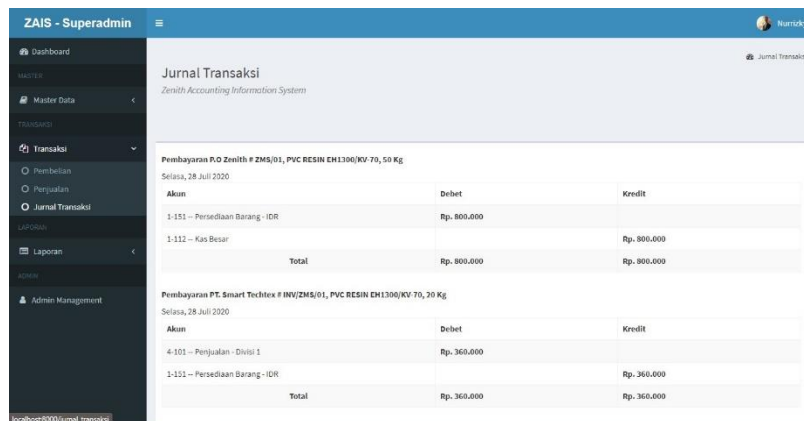 ZAIS - Superadmin
Nurrizky
Dashboard
Jurnal Transaksi
MASTER
Jurnal Transaksi
Zenith Accounting Information System
Master Data
TRANSAKSI
Transaksi
Pembelian
Penjualan
Jurnal Transaksi
LAPORAN
Laporan
ADMIN
Admin Management
Pembayaran P.O Zenith # ZMS/01, PVC RESIN EH1300/KV-70, 50 Kg
Selasa, 28 Juli 2020
Akun Debet Kredit
1-151 -- Persediaan Barang - IDR Rp. 800.000
1-112 -- Kas Besar Rp. 800.000
Total Rp. 800.000 Rp. 800.000
Pembayaran PT. Smart Techtex # INV/ZMS/01, PVC RESIN EH1300/KV-70, 20 Kg
Selasa, 28 Juli 2020
Akun Debet Kredit
4-101 -- Penjualan - Divisi 1 Rp. 360.000
1-151 -- Persediaan Barang - IDR Rp. 360.000
Total Rp. 360.000 Rp. 360.000
localhost:8000/jurnal_transaksi